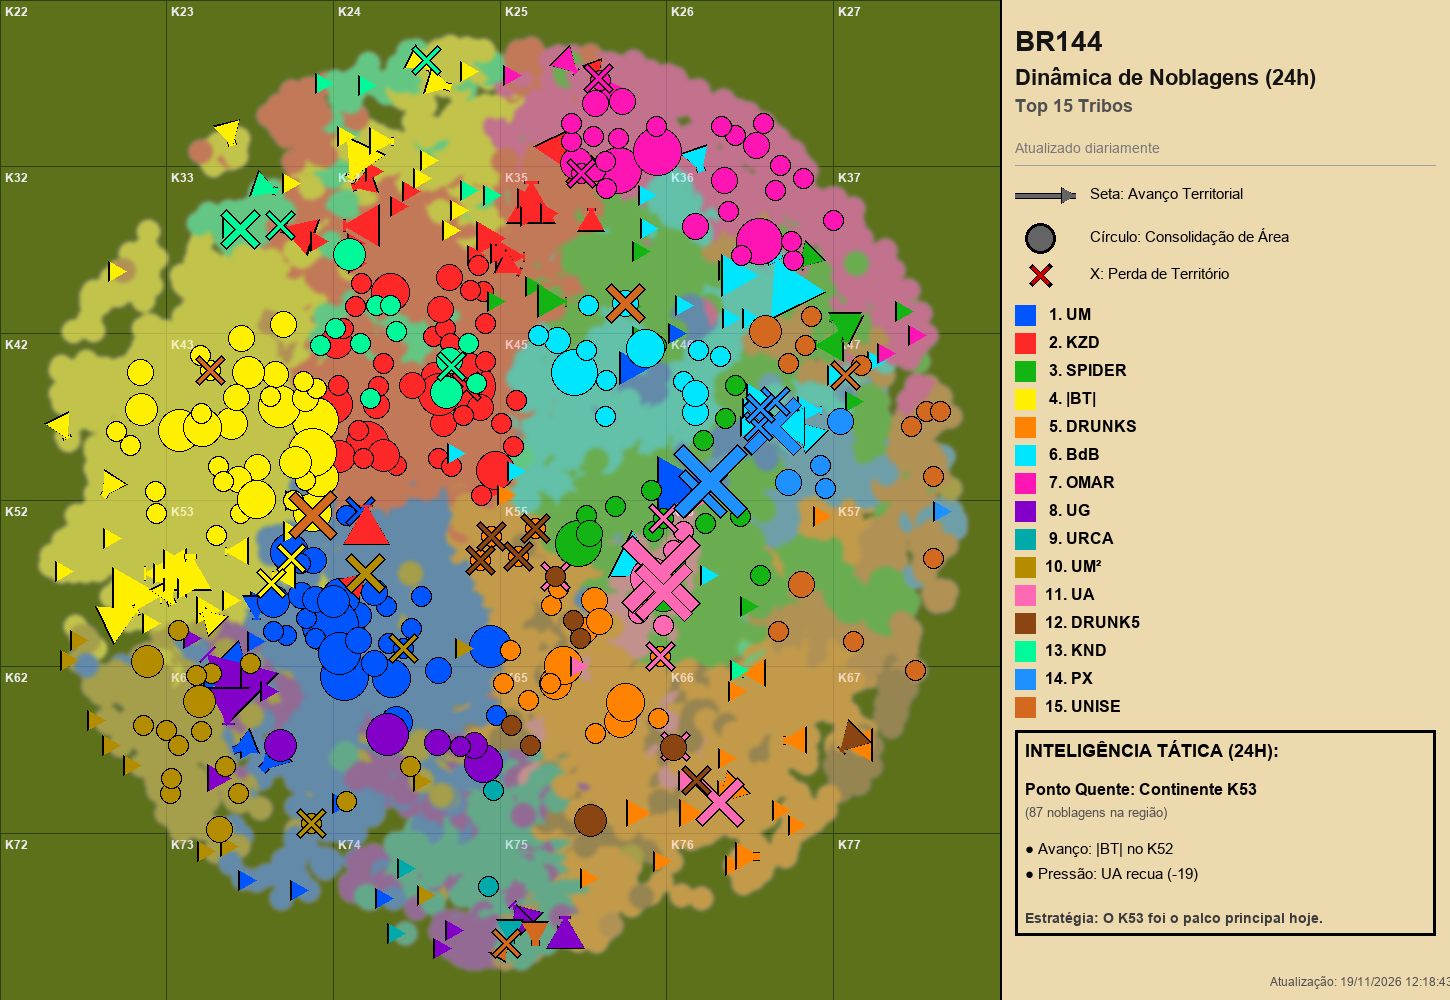 K22 K23 K24 K25 K26 K27
K32 K33 K35 K36 K37
K42 K43 K45 K46
K52 K53 K55 K57
K62 K65 K66 K67
K72 K73 K74 K75 K76 K77
BR144
Dinâmica de Noblagens (24h)
Top 15 Tribos
Atualizado diariamente
Seta: Avanço Territorial
Círculo: Consolidação de Área
X: Perda de Território
1. UM
2. KZD
3. SPIDER
4. |BT|
5. DRUNKS
6. BdB
7. OMAR
8. UG
9. URCA
10. UM²
11. UA
12. DRUNK5
13. KND
14. PX
15. UNISE
INTELIGÊNCIA TÁTICA (24H):
Ponto Quente: Continente K53
(87 noblagens na região)
● Avanço: |BT| no K52
● Pressão: UA recua (-19)
Estratégia: O K53 foi o palco principal hoje.
Atualização: 19/11/2026 12:18:43